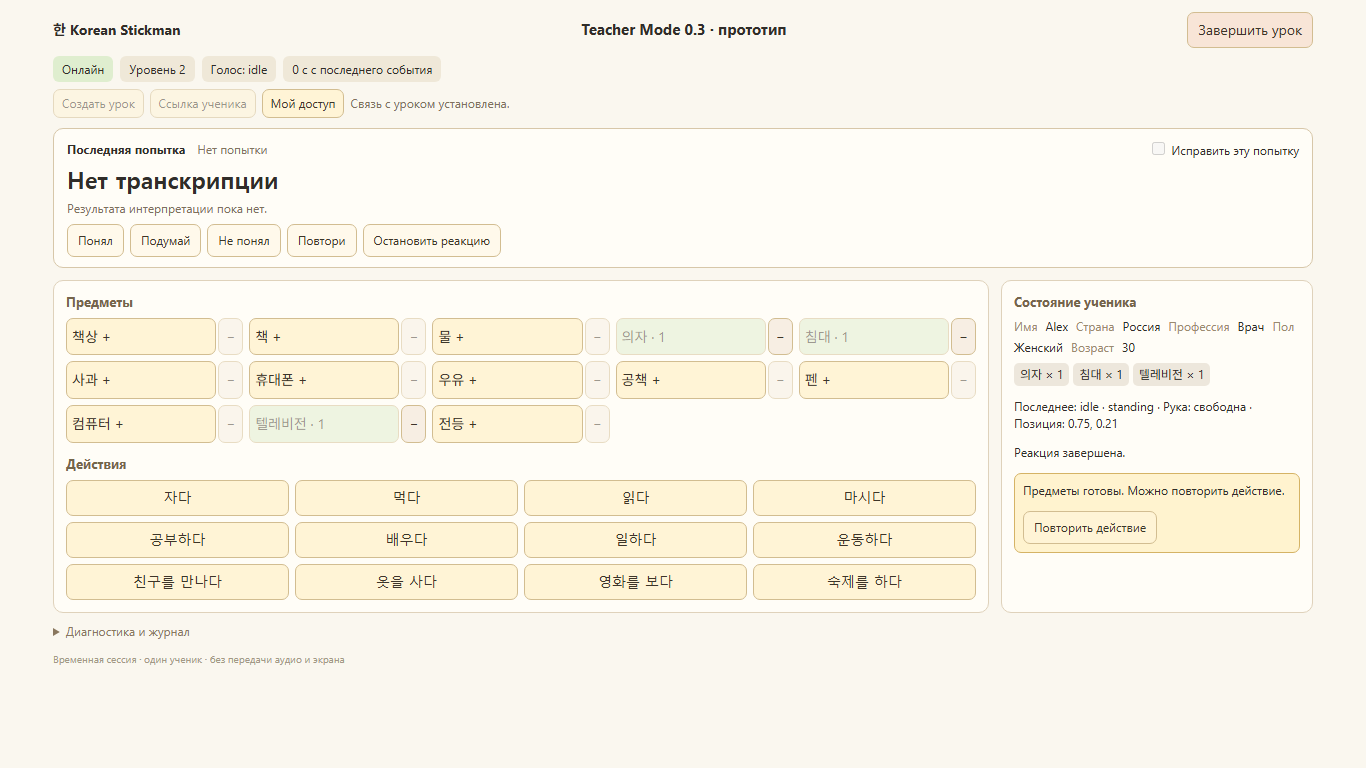 한 Korean Stickman
Teacher Mode 0.3 · прототип
Завершить урок
Онлайн
Уровень 2
Голос: idle
0 с с последнего события
Создать урок
Ссылка ученика
Мой доступ
Связь с уроком установлена.
Последняя попытка Нет попытки
Исправить эту попытку
Нет транскрипции
Результата интерпретации пока нет.
Понял
Подумай
Не понял
Повтори
Остановить реакцию
Предметы
책상 + –
책 + –
물 + –
의자 · 1 –
침대 · 1 –
사과 + –
휴대폰 + –
우유 + –
공책 + –
펜 + –
컴퓨터 + –
텔레비전 · 1 –
전등 + –
Действия
자다
먹다
읽다
마시다
공부하다
배우다
일하다
운동하다
친구를 만나다
옷을 사다
영화를 보다
숙제를 하다
Состояние ученика
Имя Alex Страна Россия Профессия Врач Пол
Женский Возраст 30
의자 × 1
침대 × 1
텔레비전 × 1
Последнее: idle · standing · Рука: свободна ·
Позиция: 0.75, 0.21
Реакция завершена.
Предметы готовы. Можно повторить действие.
Повторить действие
Диагностика и журнал
Временная сессия · один ученик · без передачи аудио и экрана